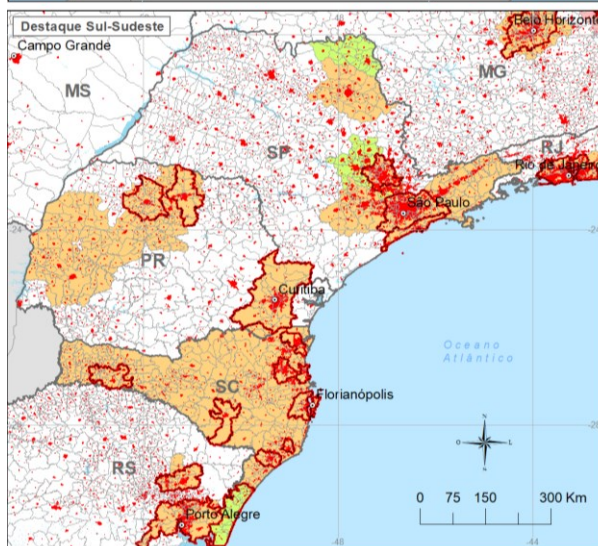 Destaque Sul-Sudeste
Campo Grande
Belo Horizonte
MS
MG
SP
RJ
Rio de Janeiro
São Paulo
-24
-24
PR
Curitiba
Oceano
Atlântico
SC
Florianópolis
N
O
L
S
RS
0 75 150 300 Km
Porto Alegre
-48
-44